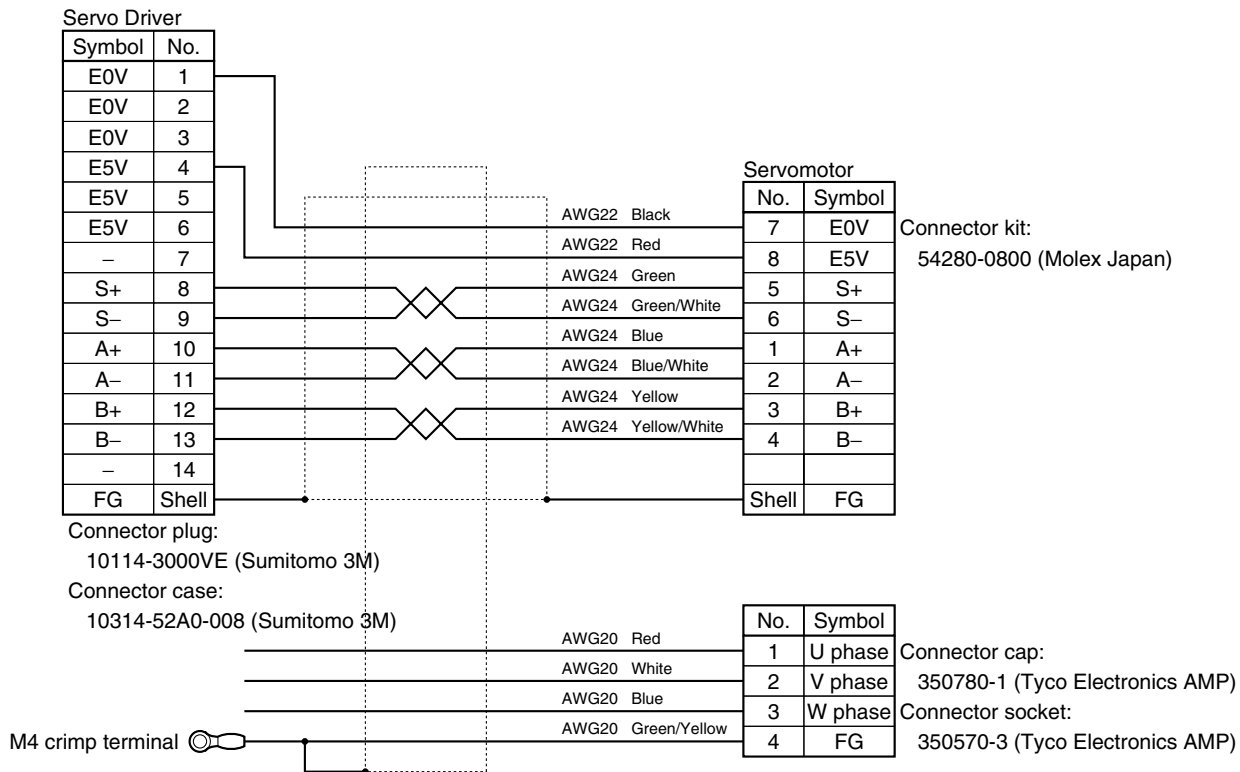 Servo Driver
Symbol No.
E0V 1
E0V 2
E0V 3
E5V 4
E5V 5
E5V 6
– 7
S+ 8
S– 9
A+ 10
A– 11
B+ 12
B– 13
– 14
FG Shell
Connector plug:
10114-3000VE (Sumitomo 3M)
Connector case:
10314-52A0-008 (Sumitomo 3M)
AWG22 Black
AWG22 Red
AWG24 Green
AWG24 Green/White
AWG24 Blue
AWG24 Blue/White
AWG24 Yellow
AWG24 Yellow/White
Servomotor
No. Symbol
7 E0V
8 E5V
5 S+
6 S–
1 A+
2 A–
3 B+
4 B–
Shell FG
Connector kit:
54280-0800 (Molex Japan)
AWG20 Red
AWG20 White
AWG20 Blue
AWG20 Green/Yellow
M4 crimp terminal
No. Symbol
1 U phase
2 V phase
3 W phase
4 FG
Connector cap:
350780-1 (Tyco Electronics AMP)
Connector socket:
350570-3 (Tyco Electronics AMP)